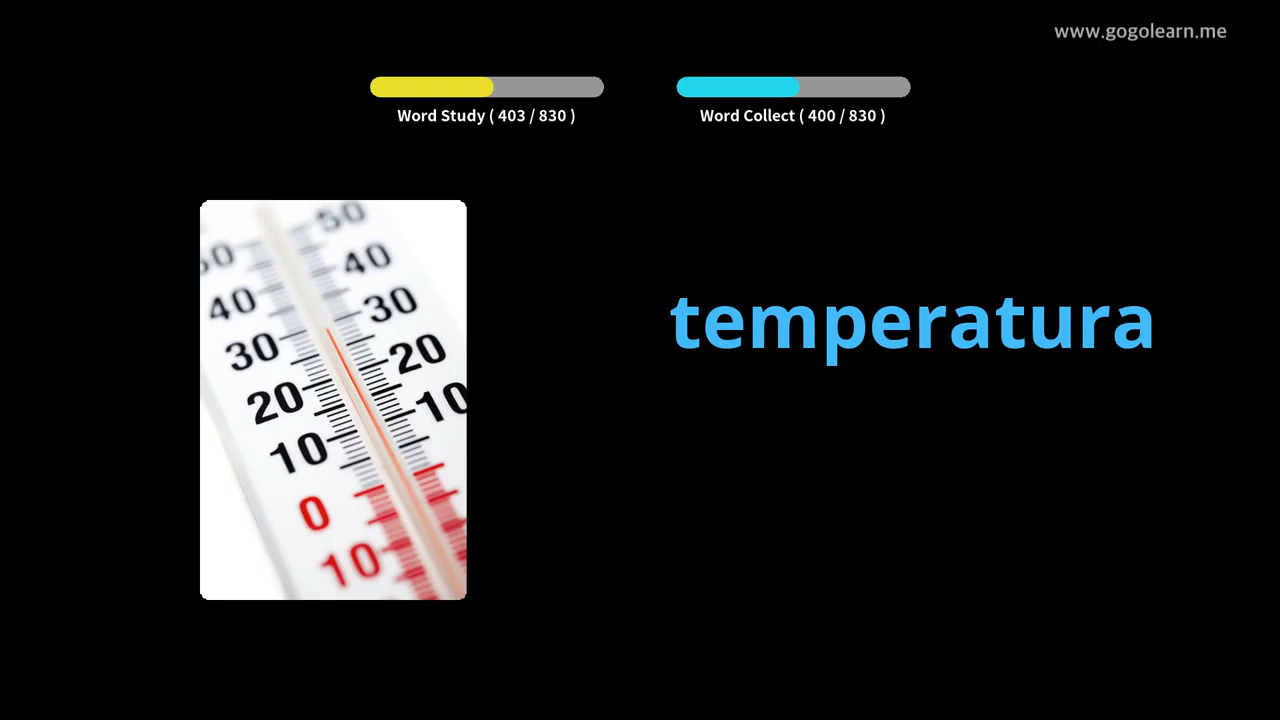 www.gogolearn.me
Word Study ( 403 / 830 )
Word Collect ( 400 / 830 )
temperatura
50
40 40
30 30
20 20
10 10
0
10